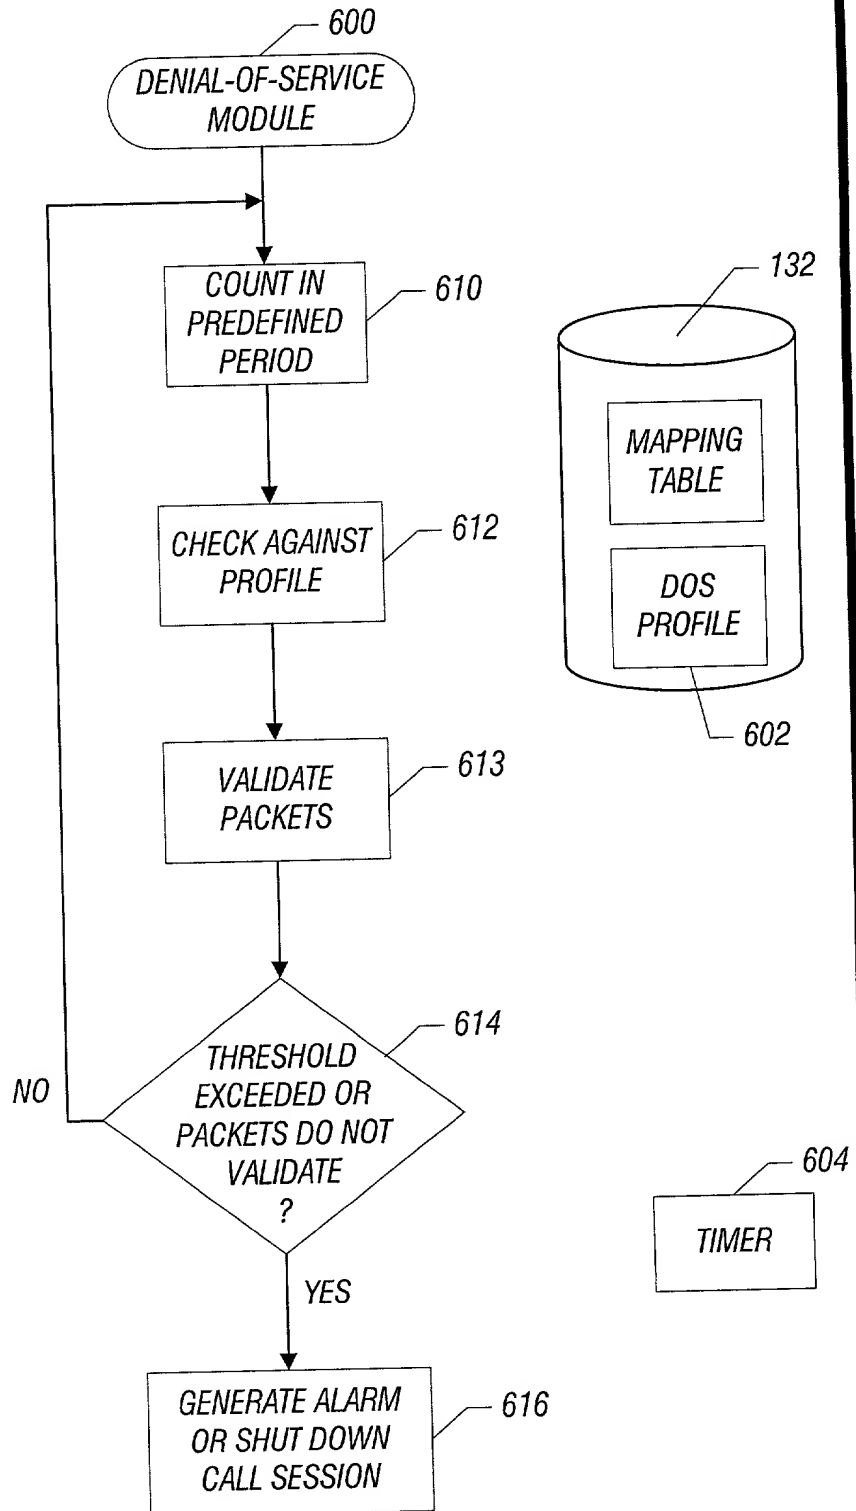 600
DENIAL-OF-SERVICE
MODULE
COUNT IN
PREDEFINED
PERIOD
610
132
MAPPING
TABLE
DOS
PROFILE
602
CHECK AGAINST
PROFILE
612
VALIDATE
PACKETS
613
614
THRESHOLD
EXCEEDED OR
PACKETS DO NOT
VALIDATE
?
NO
YES
604
TIMER
GENERATE ALARM
OR SHUT DOWN
CALL SESSION
616